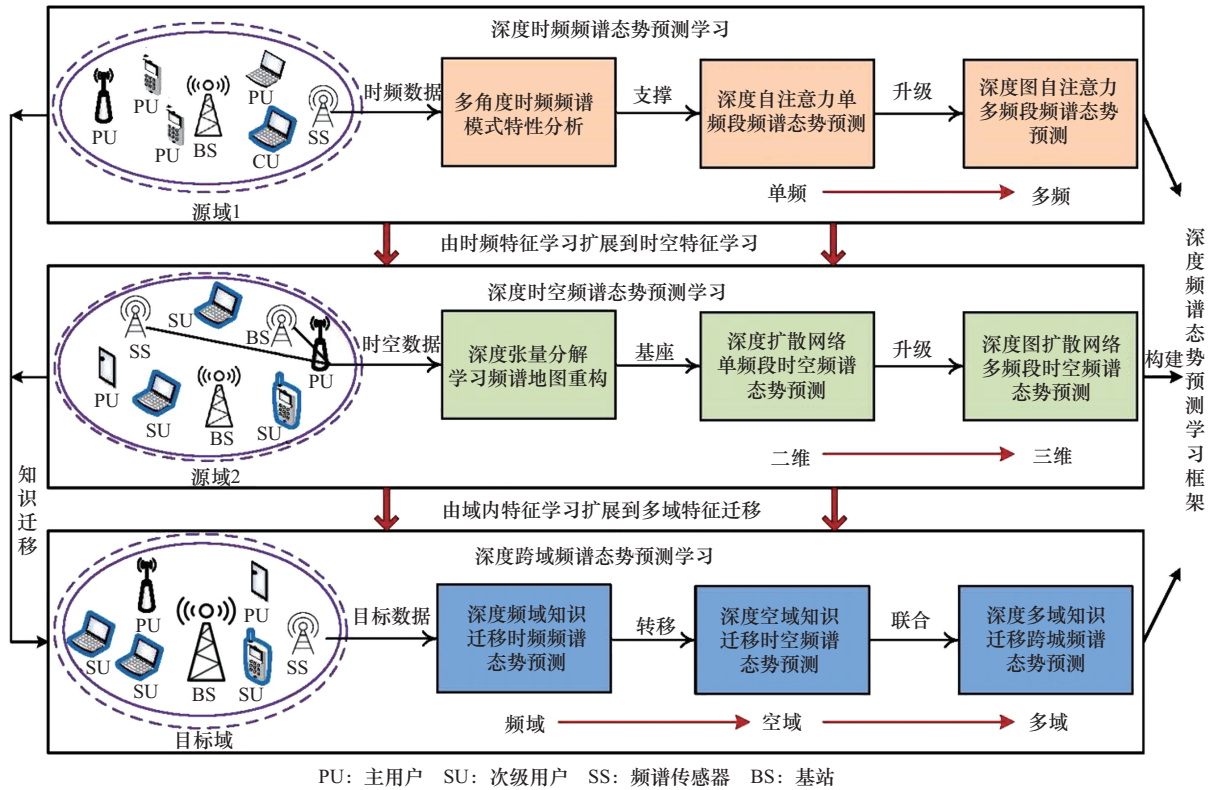 深度时频频谱态势预测学习
PU
PU
PU
PU
BS
CU
SS
源域1
时频数据
多角度时频频谱
模式特性分析
支撑
深度自注意力单
频段频谱态势预测
升级
深度图自注意力
多频段频谱态势
预测
单频
多频
由时频特征学习扩展到时空特征学习
深度时空频谱态势预测学习
SS
SU
BS
PU
PU
SU
BS
SU
源域2
时空数据
深度张量分解
学习频谱地图重构
基座
深度扩散网络
单频段时空频谱
态势预测
升级
深度图扩散网络
多频段时空频谱
态势预测
二维
三维
构建
深度频谱态势预测学习框架
知识迁移
由域内特征学习扩展到多域特征迁移
深度跨域频谱态势预测学习
PU
PU
SU
SU
BS
SU
SS
目标域
目标数据
深度频域知识
迁移时频频谱
态势预测
转移
深度空域知识
迁移时空频谱
态势预测
联合
深度多域知识
迁移跨城频谱
态势预测
频域
空域
多域
PU：主用户 SU：次级用户 SS：频谱传感器 BS：基站